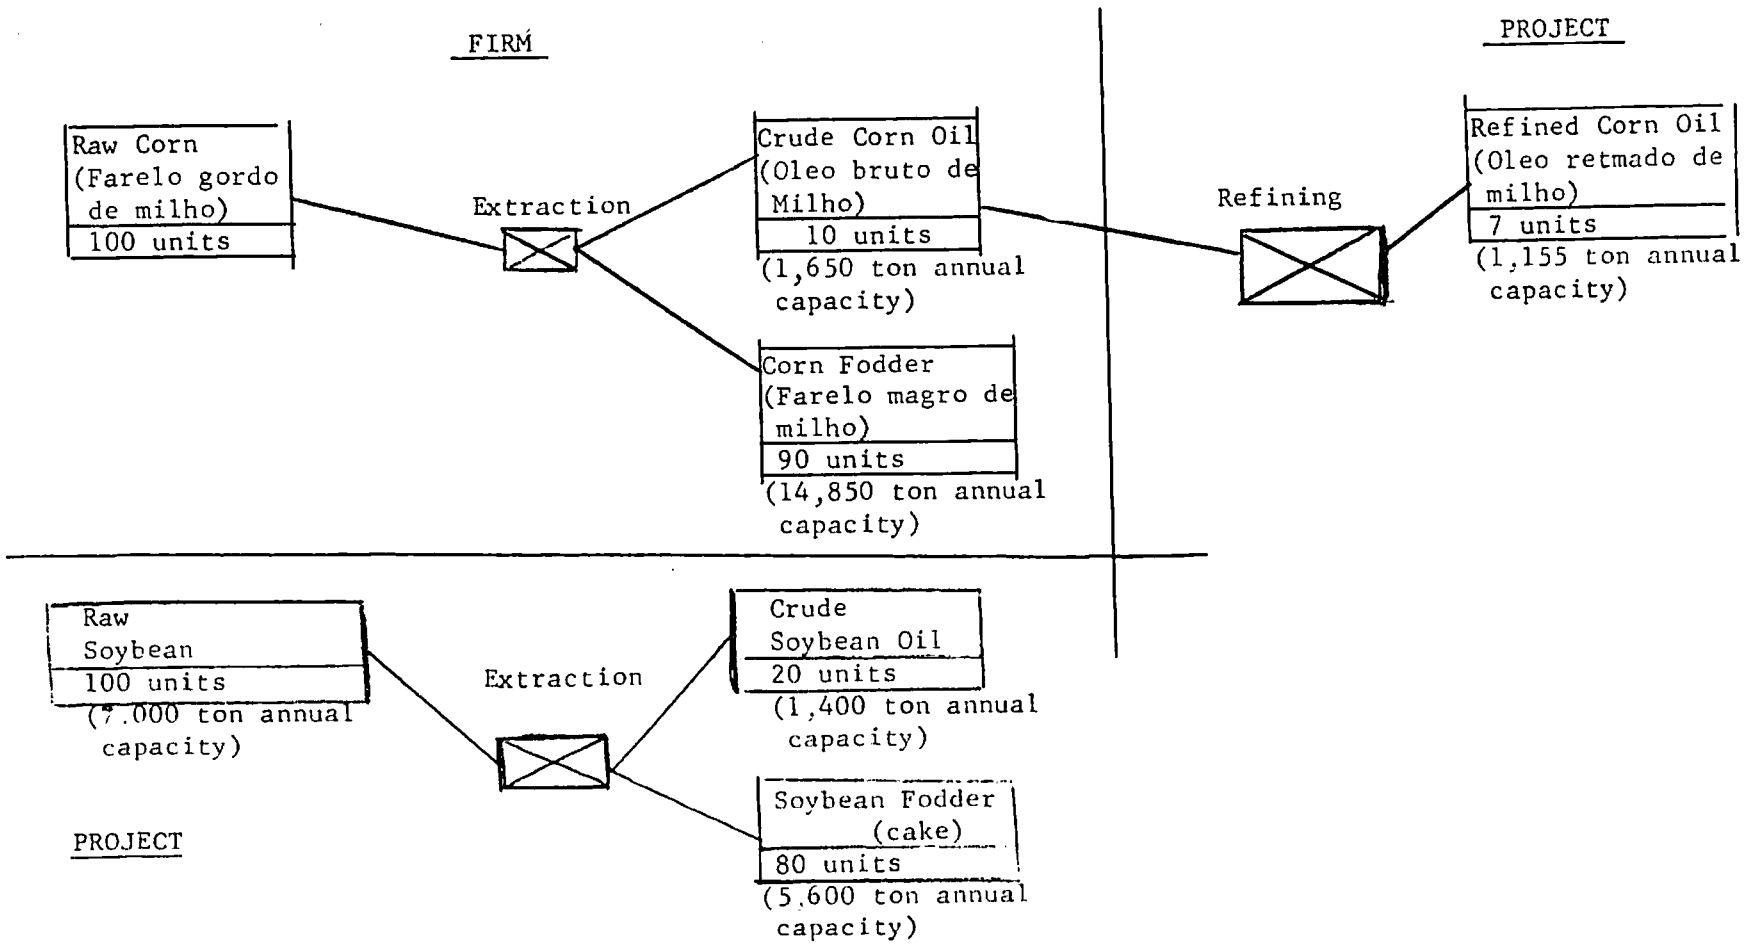 FIRM
PROJECT
Raw Corn
(Farelo gordo
de milho)
100 units
Extraction
Crude Corn Oil
(Oleo bruto de
Milho)
10 units
(1,650 ton annual
capacity)
Corn Fodder
(Farelo magro de
milho)
90 units
(14,850 ton annual
capacity)
Refining
Refined Corn Oil
(Oleo retmado de
milho)
7 units
(1,155 ton annual
capacity)
Raw
Soybean
100 units
(7.000 ton annual
capacity)
Extraction
Crude
Soybean Oil
20 units
(1,400 ton annual
capacity)
Soybean Fodder
(cake)
80 units
(5,600 ton annual
capacity)
PROJECT